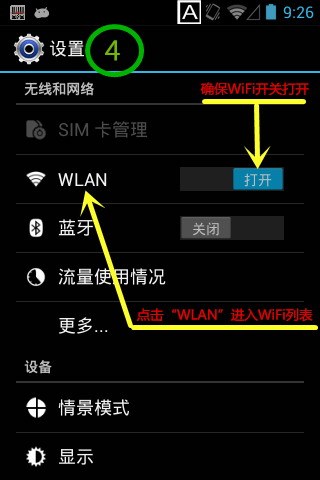 A
9:26
设置
4
无线和网络
确保WiFi开关打开
SIM 卡管理
WLAN
打开
蓝牙
关闭
流量使用情况
点击“WLAN”进入WiFi列表
更多...
设备
情景模式
显示